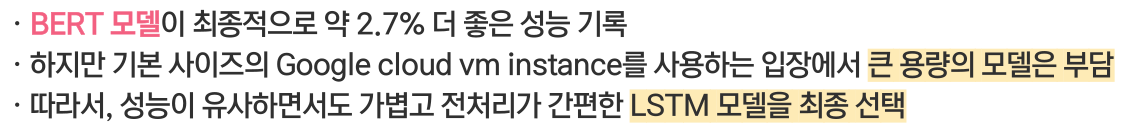 · BERT 모델이 최종적으로 약 2.7% 더 좋은 성능 기록
· 하지만 기본 사이즈의 Google cloud vm instance를 사용하는 입장에서 큰 용량의 모델은 부담
· 따라서, 성능이 유사하면서도 가볍고 전처리가 간편한 LSTM 모델을 최종 선택